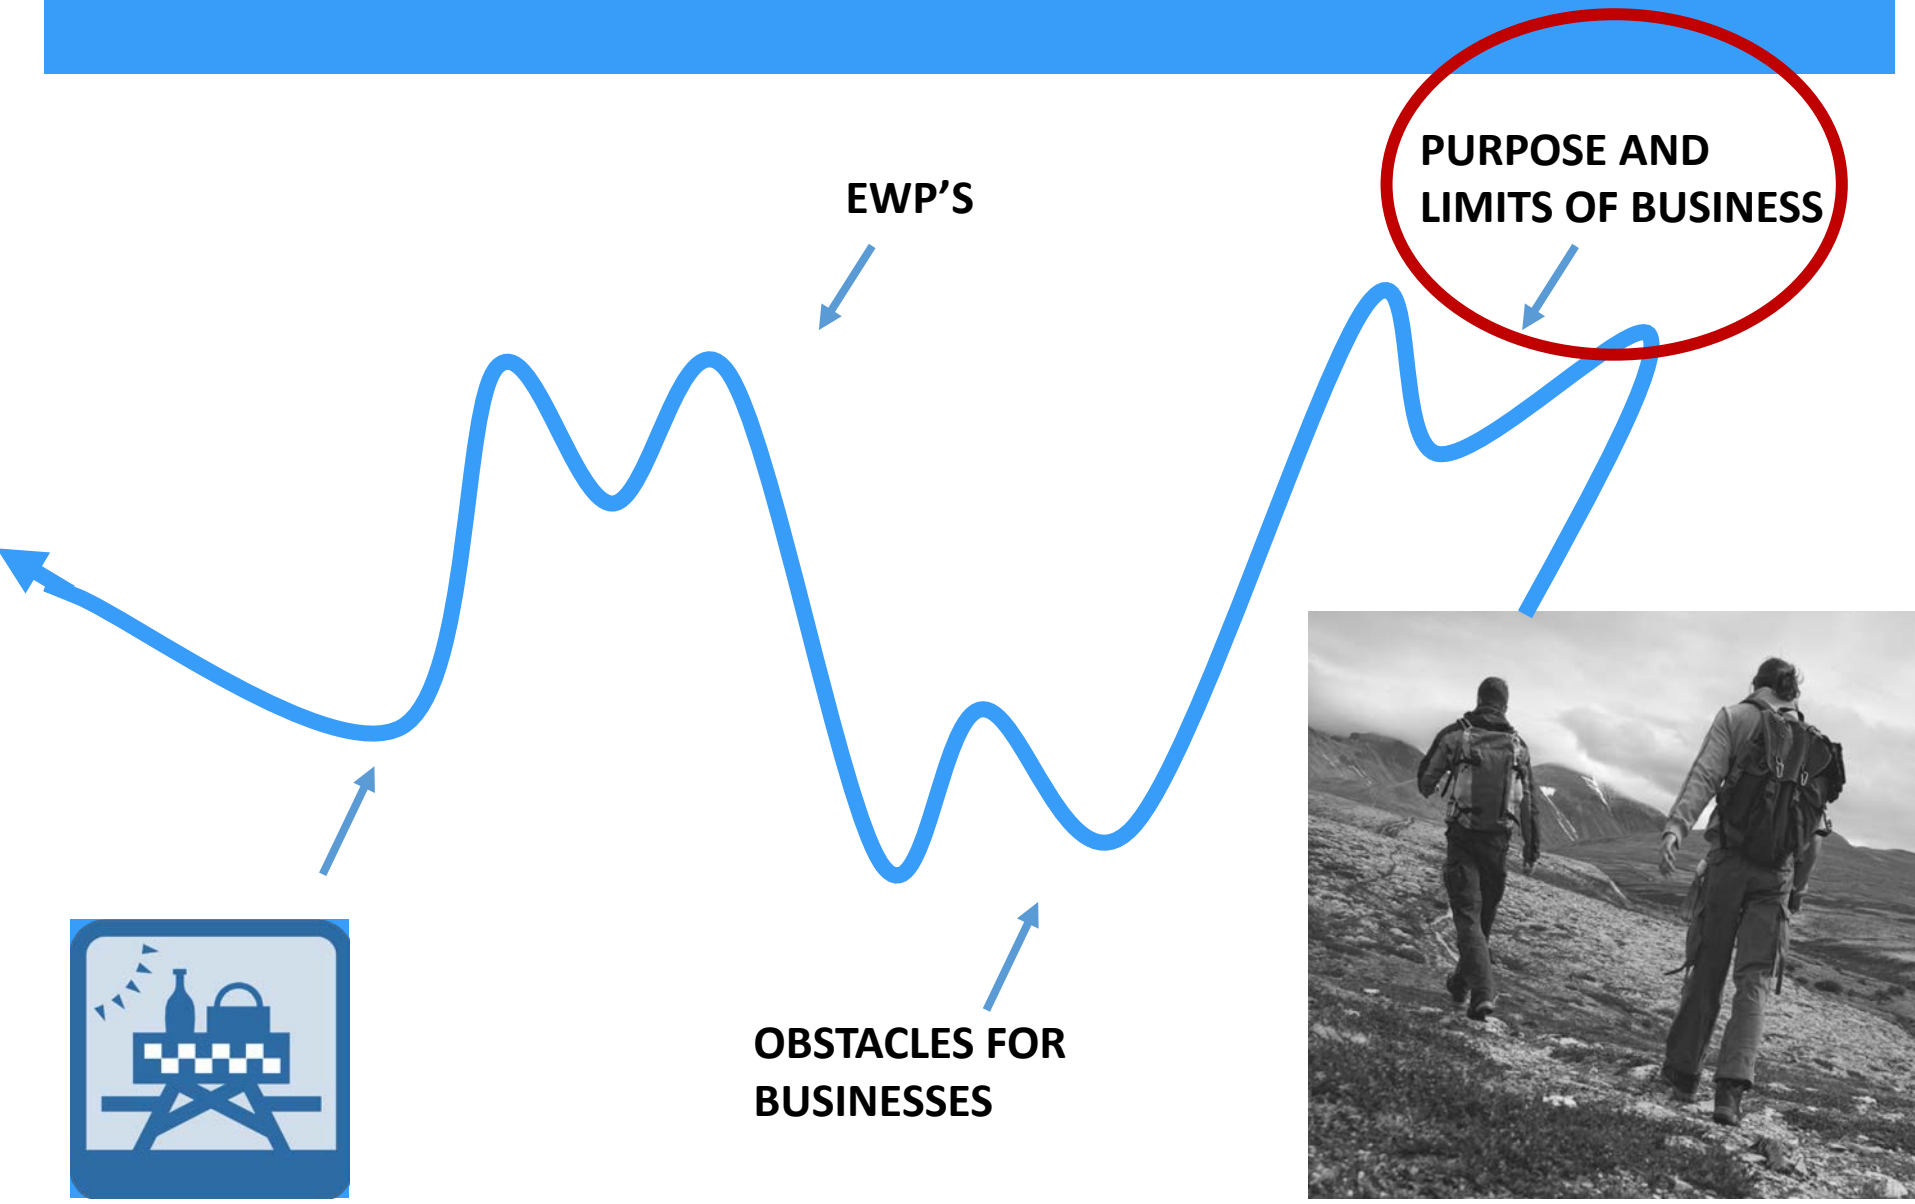 PURPOSE AND
LIMITS OF BUSINESS
EWP’S
OBSTACLES FOR
BUSINESSES